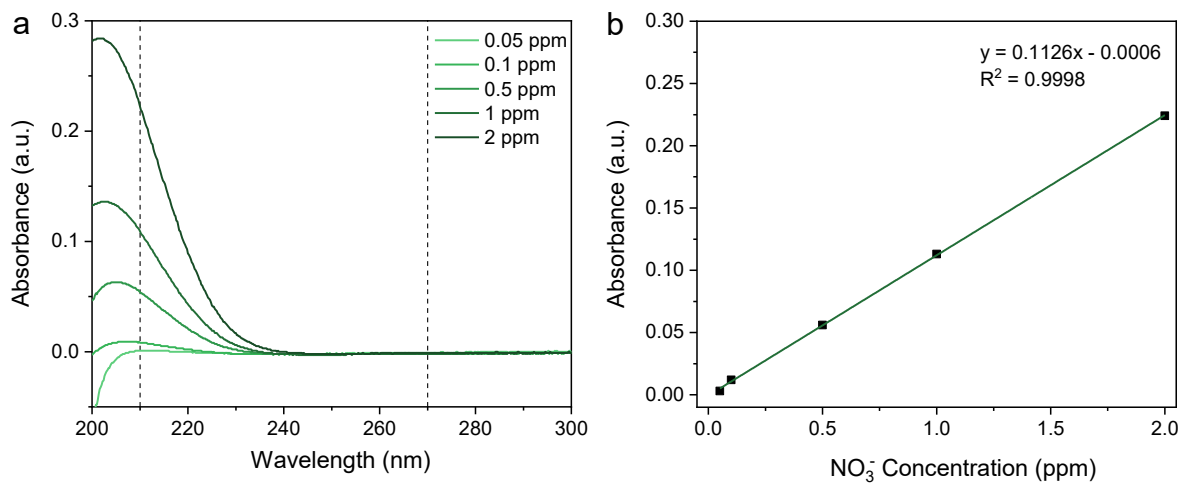 a
0.3
0.2
0.1
0.0
Absorbance (a.u.)
200 220 240 260 280 300
Wavelength (nm)
0.05 ppm
0.1 ppm
0.5 ppm
1 ppm
2 ppm
b
0.30
0.25
0.20
0.15
0.10
0.05
0.00
Absorbance (a.u.)
0.0 0.5 1.0 1.5 2.0
NO₃⁻ Concentration (ppm)
y = 0.1126x - 0.0006
R² = 0.9998